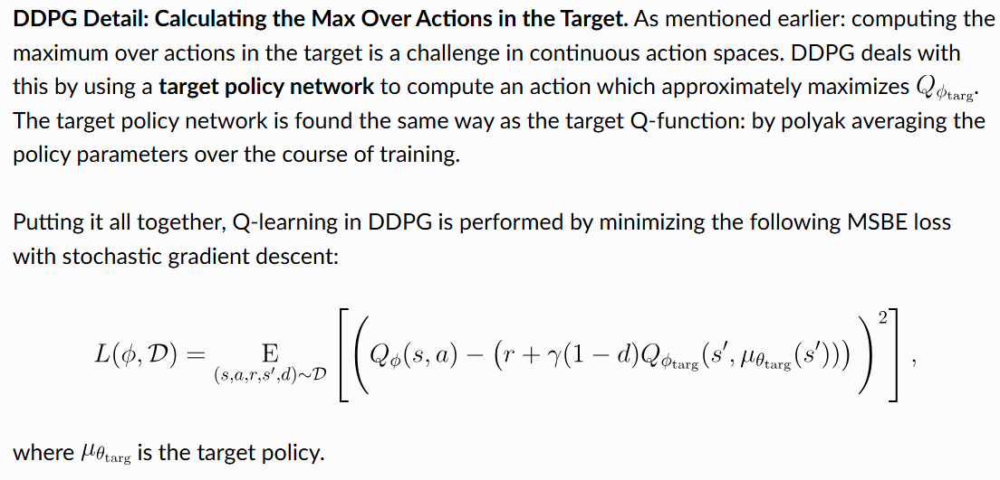 DDPG Detail: Calculating the Max Over Actions in the Target. As mentioned earlier: computing the
maximum over actions in the target is a challenge in continuous action spaces. DDPG deals with
this by using a target policy network to compute an action which approximately maximizes $Q_{\phi_{\text{targ}}}$.
The target policy network is found the same way as the target Q-function: by polyak averaging the
policy parameters over the course of training.
Putting it all together, Q-learning in DDPG is performed by minimizing the following MSBE loss
with stochastic gradient descent:
$L(\phi, \mathcal{D}) = \underset{(s,a,r,s',d)\sim\mathcal{D}}{\mathrm{E}}\left[\left(Q_{\phi}(s,a) - \left(r + \gamma(1-d)Q_{\phi_{\text{targ}}}(s', \mu_{\theta_{\text{targ}}}(s'))\right)\right)^2\right],$
where $\mu_{\theta_{\text{targ}}}$ is the target policy.